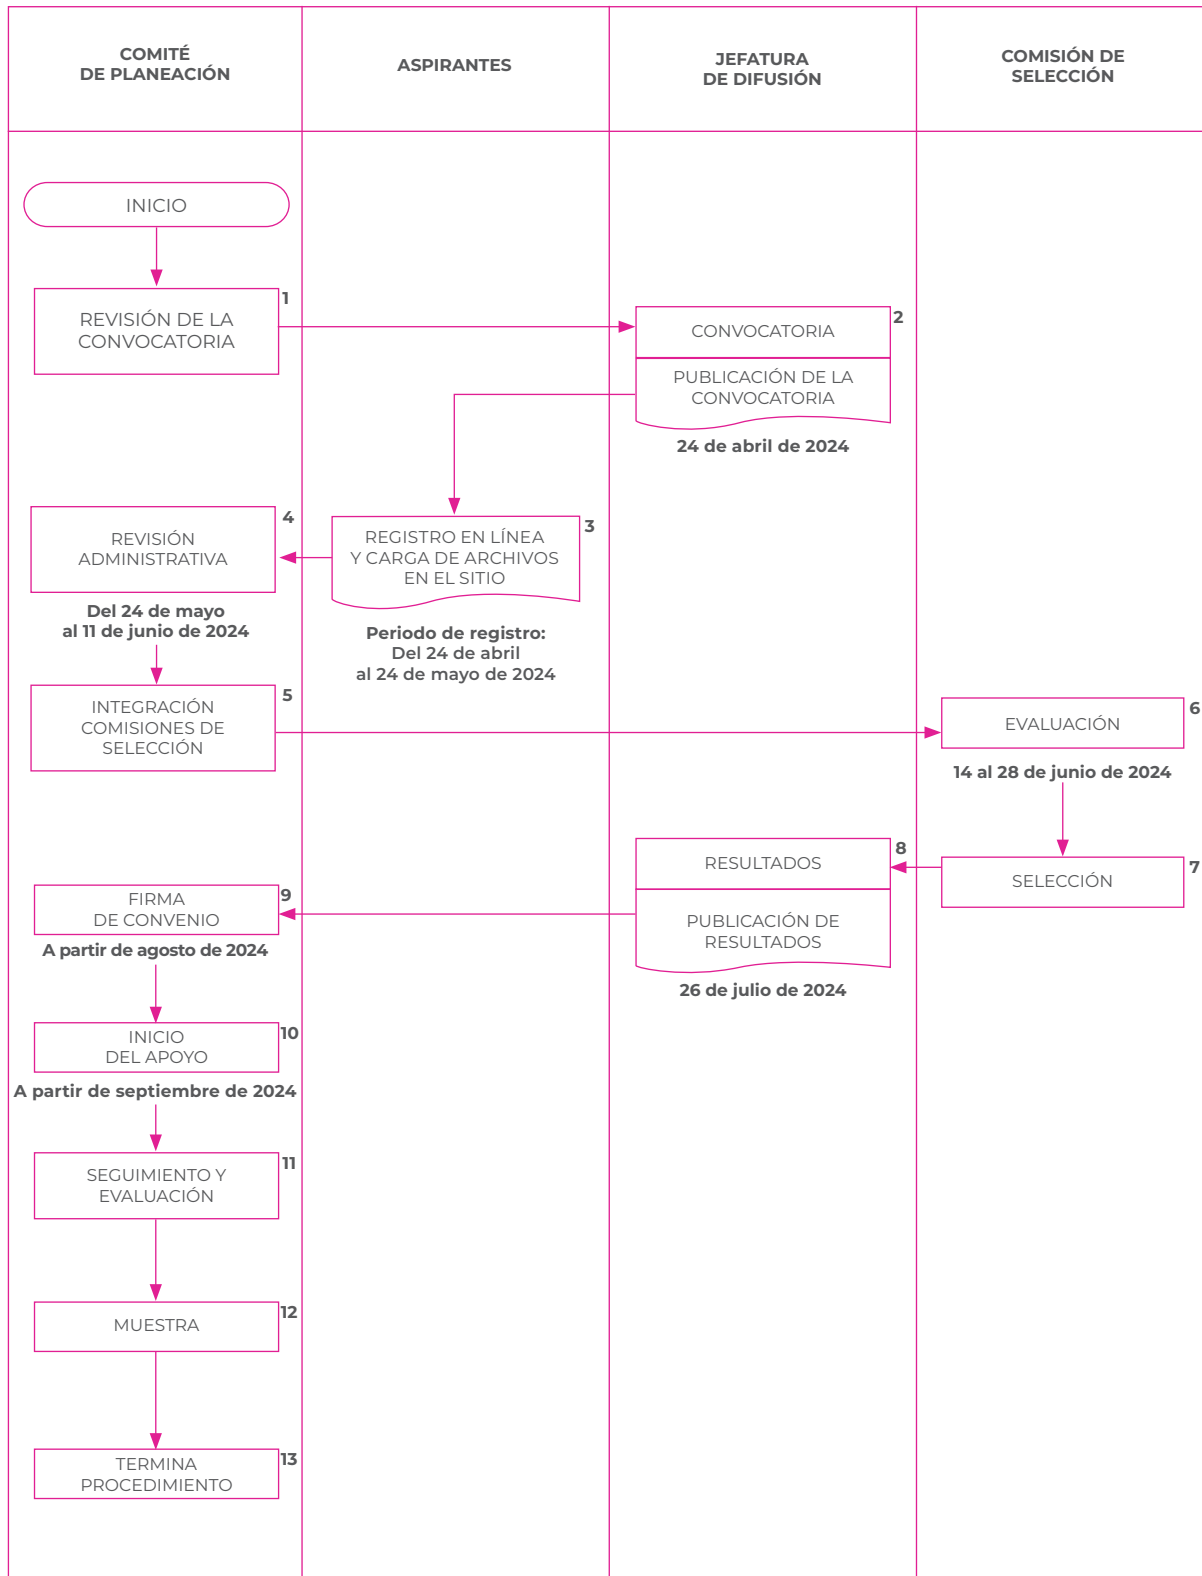 COMITÉ
DE PLANEACIÓN
ASPIRANTES
JEFATURA
DE DIFUSIÓN
COMISIÓN DE
SELECCIÓN
INICIO
1
REVISIÓN DE LA
CONVOCATORIA
2
CONVOCATORIA
PUBLICACIÓN DE LA
CONVOCATORIA
24 de abril de 2024
3
REGISTRO EN LÍNEA
Y CARGA DE ARCHIVOS
EN EL SITIO
Periodo de registro:
Del 24 de abril
al 24 de mayo de 2024
4
REVISIÓN
ADMINISTRATIVA
Del 24 de mayo
al 11 de junio de 2024
5
INTEGRACIÓN
COMISIONES DE
SELECCIÓN
6
EVALUACIÓN
14 al 28 de junio de 2024
7
SELECCIÓN
8
RESULTADOS
PUBLICACIÓN DE
RESULTADOS
26 de julio de 2024
9
FIRMA
DE CONVENIO
A partir de agosto de 2024
10
INICIO
DEL APOYO
A partir de septiembre de 2024
11
SEGUIMIENTO Y
EVALUACIÓN
12
MUESTRA
13
TERMINA
PROCEDIMIENTO